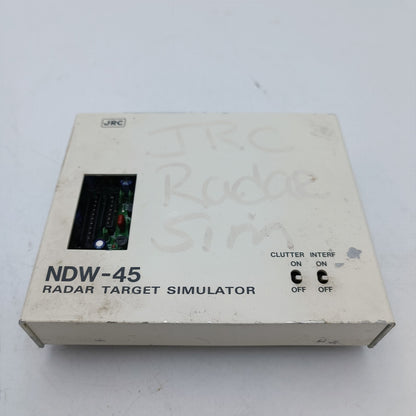 JRC
JRC
Radar
Sim
NDW-45
RADAR TARGET SIMULATOR
CLUTTER INTERF
ON ON
OFF OFF